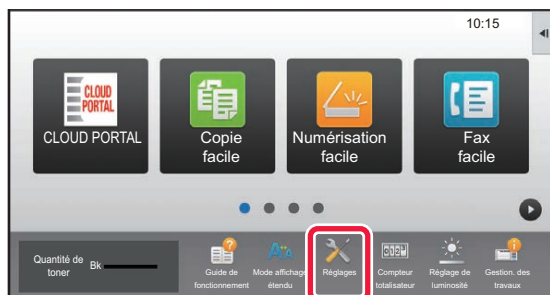 10:15
CLOUD
PORTAL
CLOUD PORTAL
Copie
facile
Numérisation
facile
Fax
facile
Quantité de
toner
Bk
Guide de
fonctionnement
Mode affichage
étendu
Réglages
Compteur
totalisateur
Réglage de
luminosité
Gestion. des
travaux